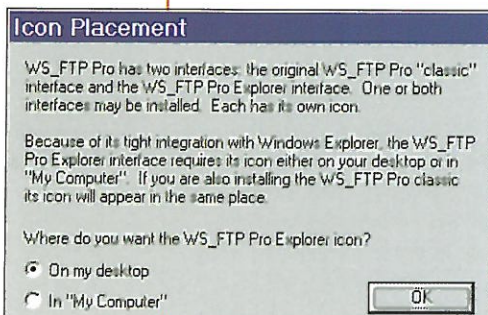 Icon Placement
WS_FTP Pro has two interfaces: the original WS_FTP Pro "classic"
interface and the WS_FTP Pro Explorer interface. One or both
interfaces may be installed. Each has its own icon.
Because of its tight integration with Windows Explorer, the WS_FTP
Pro Explorer interface requires its icon either on your desktop or in
"My Computer". If you are also installing the WS_FTP Pro classic
its icon will appear in the same place.
Where do you want the WS_FTP Pro Explorer icon?
On my desktop
In "My Computer"
OK